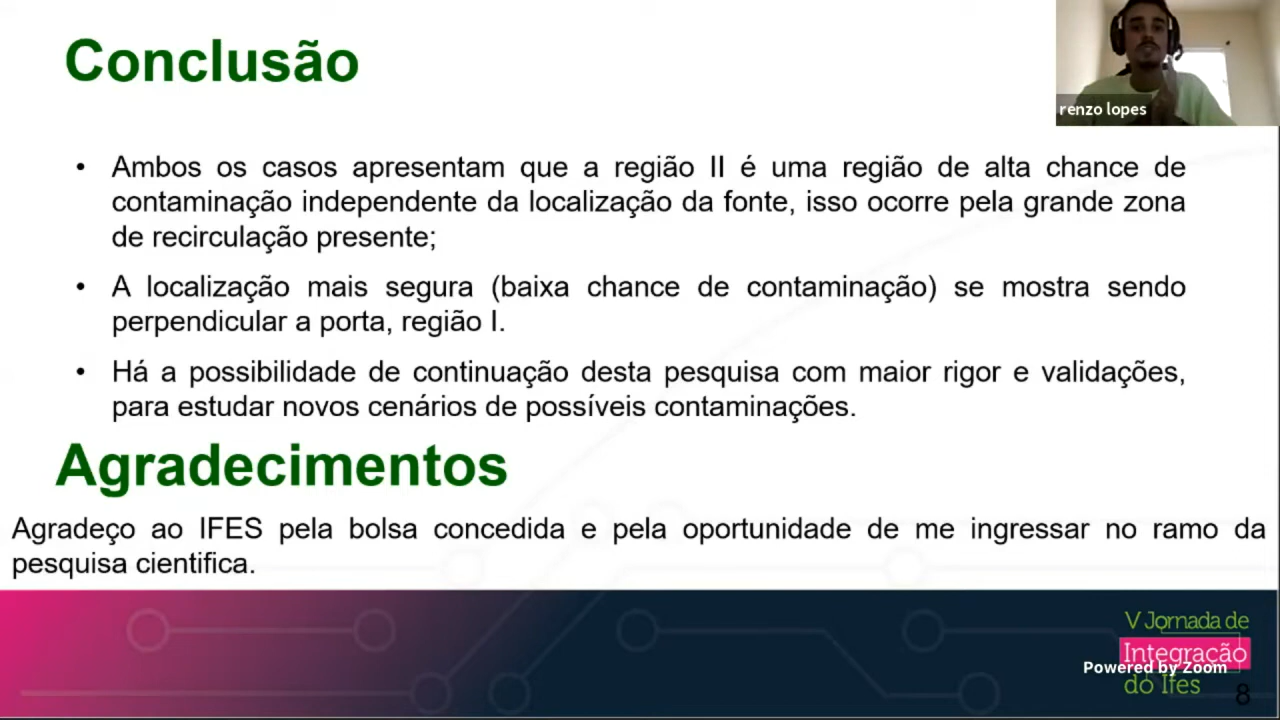 Conclusão
renzo lopes
• Ambos os casos apresentam que a região II é uma região de alta chance de
contaminação independente da localização da fonte, isso ocorre pela grande zona
de recirculação presente;
• A localização mais segura (baixa chance de contaminação) se mostra sendo
perpendicular a porta, região I.
• Há a possibilidade de continuação desta pesquisa com maior rigor e validações,
para estudar novos cenários de possíveis contaminações.
Agradecimentos
Agradeço ao IFES pela bolsa concedida e pela oportunidade de me ingressar no ramo da
pesquisa cientifica.
V Jornada de
Integração
Powered by Zoom
do Ifes
8